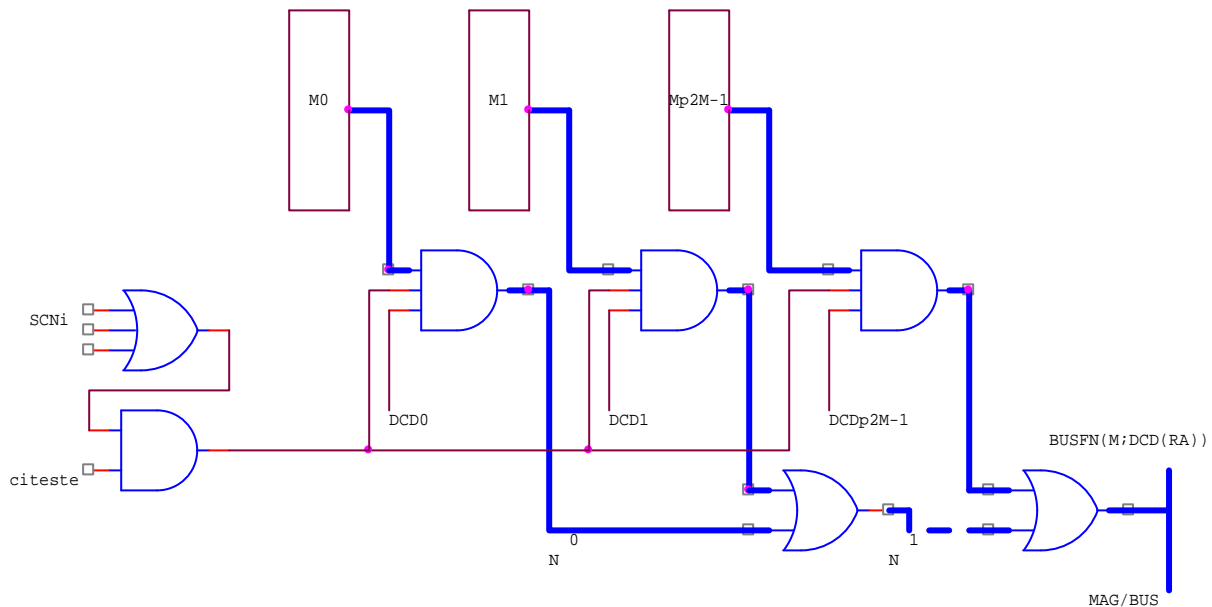 M0
M1
Mp2M-1
SCNi
DCD0
DCD1
DCDp2M-1
citeste
BUSFN(M;DCD(RA))
0
N
1
N
MAG/BUS